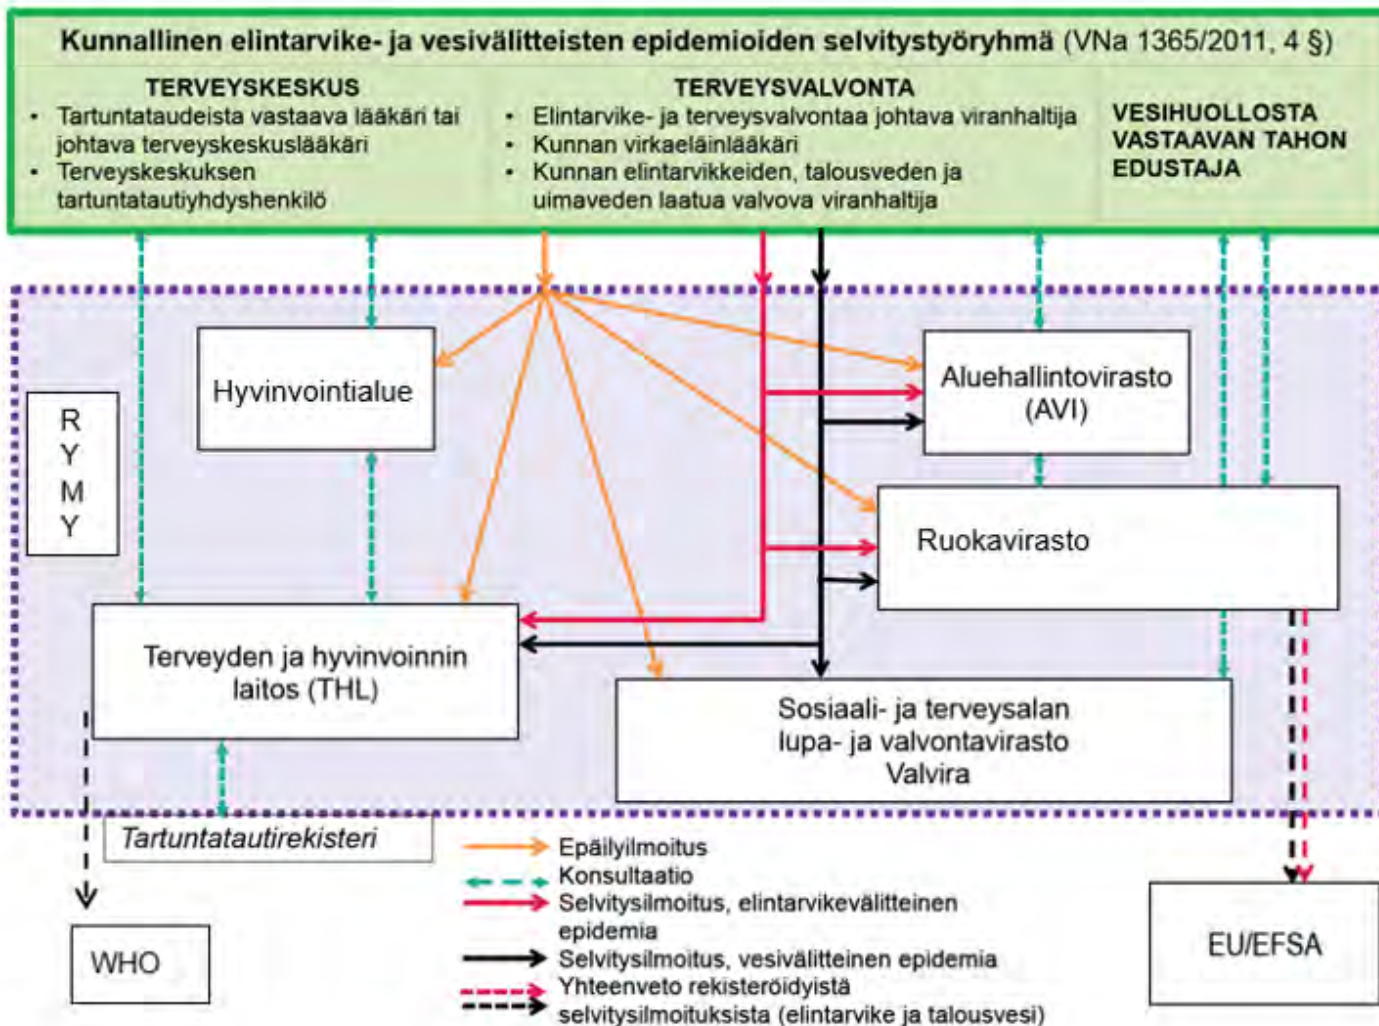 Kunnallinen elintarvike- ja vesivälitteisten epidemioiden selvitystyöryhmä (VNa 1365/2011, 4 §)
TERVEYSKESKUS
• Tartuntataudeista vastaava lääkäri tai
johtava terveyskeskuslääkäri
• Terveyskeskuksen
tartuntatautiyhdyshenkilö
TERVEYSVALVONTA
• Elintarvike- ja terveysvalvontaa johtava viranhaltija
• Kunnan virkaeläinlääkäri
• Kunnan elintarvikkeiden, talousveden ja
uimaveden laatua valvova viranhaltija
VESIHUOLLOSTA
VASTAAVAN TAHON
EDUSTAJA
R
Y
M
Y
Hyvinvointialue
Aluehallintovirasto
(AVI)
Ruokavirasto
Terveyden ja hyvinvoinnin
laitos (THL)
Sosiaali- ja terveysalan
lupa- ja valvontavirasto
Valvira
Tartuntatautirekisteri
WHO
Epäilyilmoitus
Konsultaatio
Selvitysilmoitus, elintarvikevälitteinen
epidemia
Selvitysilmoitus, vesivälitteinen epidemia
Yhteenveto rekisteröidyistä
selvitysilmoituksista (elintarvike ja talousvesi)
EU/EFSA